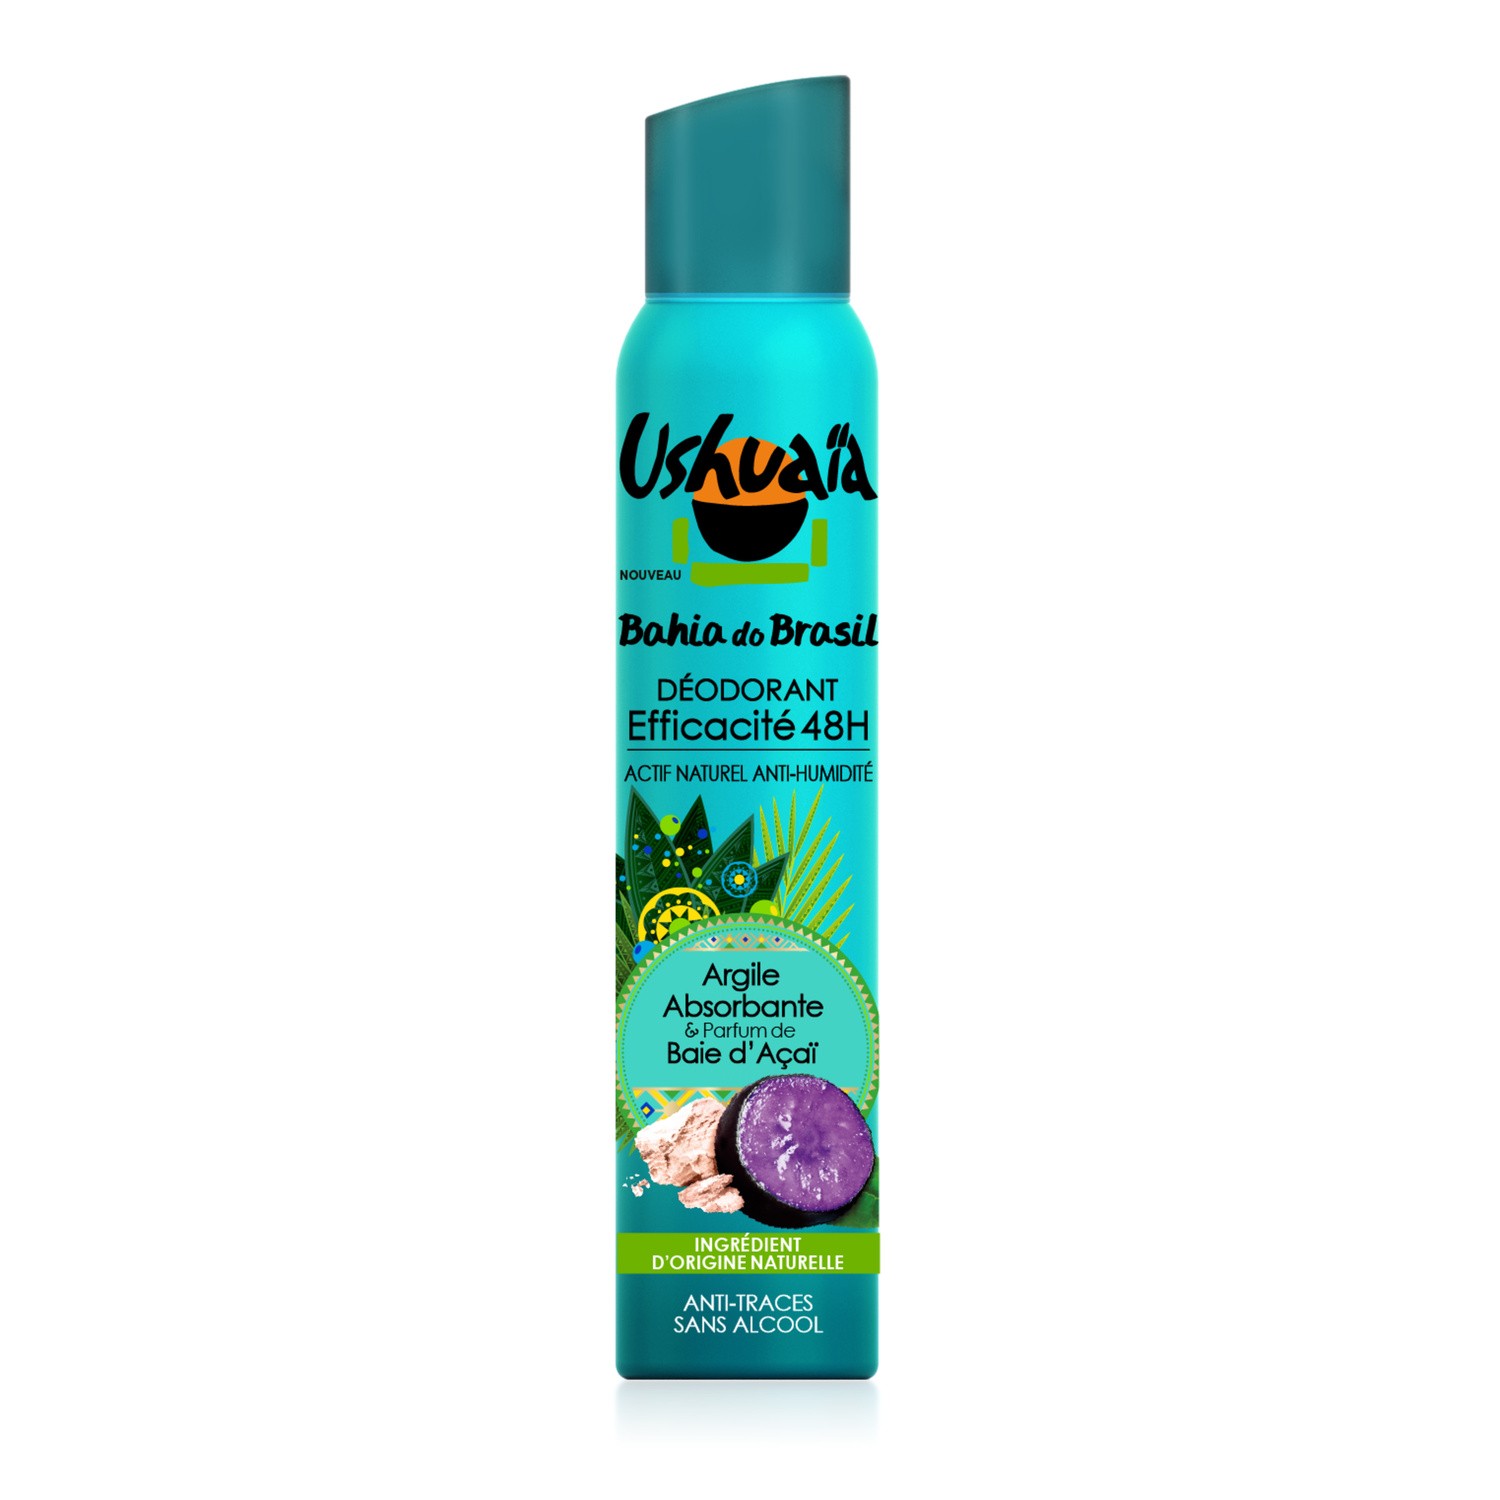 Ushuaïa
NOUVEAU
Bahia do Brasil
DÉODORANT
Efficacité 48H
ACTIF NATUREL ANTI-HUMIDITÉ
Argile
Absorbante
& Parfum de
Baie d'Açaï
INGRÉDIENT
D'ORIGINE NATURELLE
ANTI-TRACES
SANS ALCOOL